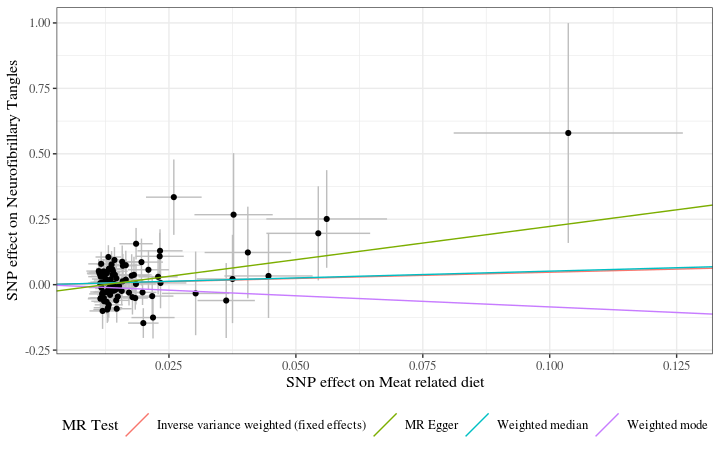 1.00
0.75
0.50
0.25
0.00
-0.25
SNP effect on Neurofibrillary Tangles
0.025 0.050 0.075 0.100 0.125
SNP effect on Meat related diet
MR Test Inverse variance weighted (fixed effects) MR Egger Weighted median Weighted mode